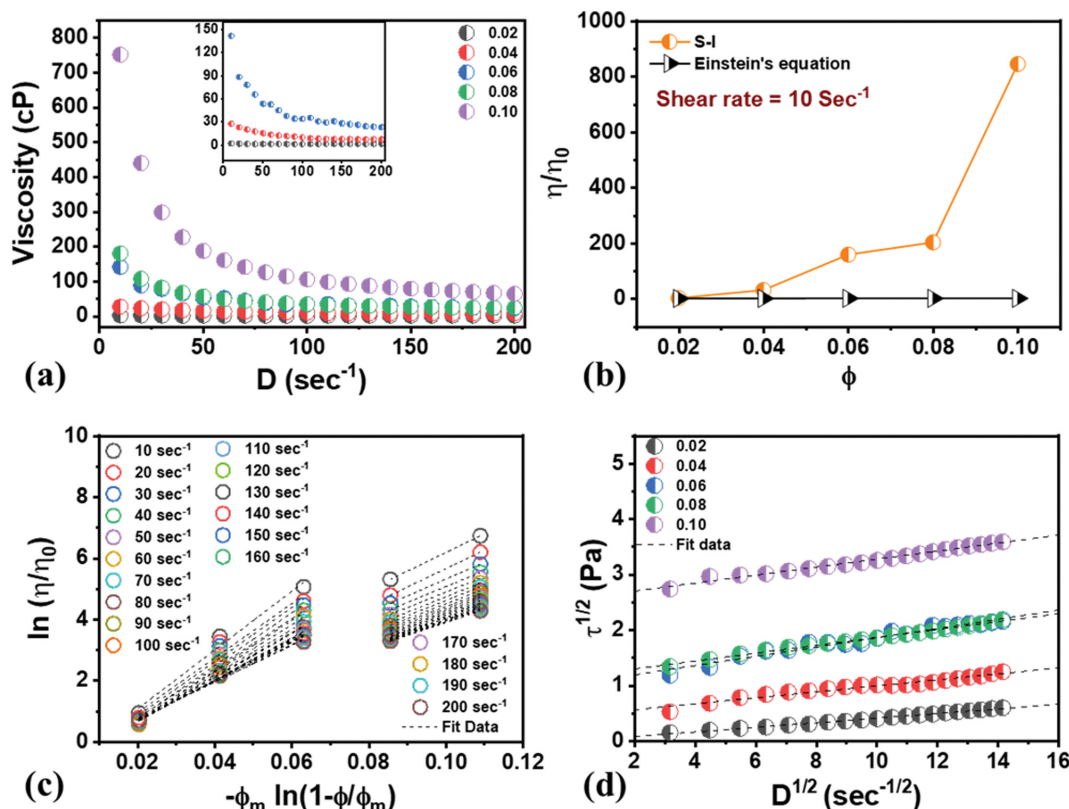 800
700
600
500
400
300
200
100
0
Viscosity (cP)
150
120
90
60
30
0
0 50 100 150 200
0.02
0.04
0.06
0.08
0.10
0 50 100 150 200
D (sec⁻¹)
(a)
1000
800
600
400
200
0
η/η₀
S-I
Einstein's equation
Shear rate = 10 Sec⁻¹
0.02 0.04 0.06 0.08 0.10
ϕ
(b)
10
8
6
4
2
0
ln (η/η₀)
10 sec⁻¹
20 sec⁻¹
30 sec⁻¹
40 sec⁻¹
50 sec⁻¹
60 sec⁻¹
70 sec⁻¹
80 sec⁻¹
90 sec⁻¹
100 sec⁻¹
110 sec⁻¹
120 sec⁻¹
130 sec⁻¹
140 sec⁻¹
150 sec⁻¹
160 sec⁻¹
170 sec⁻¹
180 sec⁻¹
190 sec⁻¹
200 sec⁻¹
Fit Data
0.02 0.04 0.06 0.08 0.10 0.12
-ϕₘ ln(1-ϕ/ϕₘ)
(c)
5
4
3
2
1
0
τ¹ᐟ² (Pa)
0.02
0.04
0.06
0.08
0.10
Fit data
2 4 6 8 10 12 14 16
D¹ᐟ² (sec⁻¹ᐟ²)
(d)